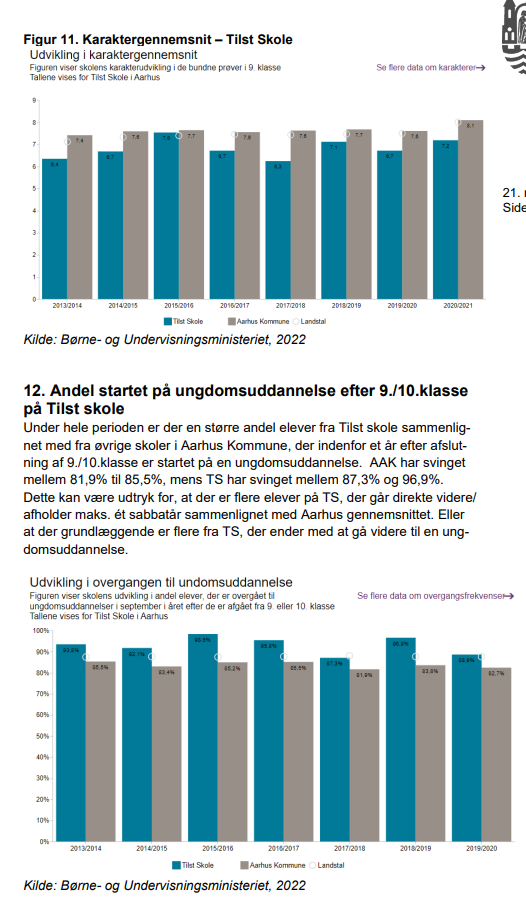 Figur 11. Karaktergennemsnit – Tilst Skole
Udvikling i karaktergennemsnit
Figuren viser skolens karakterudvikling i de bundne prøver i 9. klasse
Se flere data om karakterer
Tallene vises for Tilst Skole i Aarhus
9
8
7
6
5
4
3
2
1
0
6.4
7.4
6.7
7.6
7.6
7.7
6.7
7.6
6.3
7.6
7.1
7.7
6.7
7.6
7.2
8.1
2013/2014
2014/2015
2015/2016
2016/2017
2017/2018
2018/2019
2019/2020
2020/2021
Tilst Skole
Aarhus Kommune
Landstal
21.
Side
Kilde: Børne- og Undervisningsministeriet, 2022
12. Andel startet på ungdomsuddannelse efter 9./10.klasse
på Tilst skole
Under hele perioden er der en større andel elever fra Tilst skole sammenlig-
net med fra øvrige skoler i Aarhus Kommune, der indenfor et år efter afslut-
ning af 9./10.klasse er startet på en ungdomsuddannelse. AAK har svinget
mellem 81,9% til 85,5%, mens TS har svinget mellem 87,3% og 96,9%.
Dette kan være udtryk for, at der er flere elever på TS, der går direkte videre/
afholder maks. ét sabbatår sammenlignet med Aarhus gennemsnittet. Eller
at der grundlæggende er flere fra TS, der ender med at gå videre til en ung-
domsuddannelse.
Udvikling i overgangen til undomsuddannelse
Figuren viser skolens udvikling i andel elever, der er overgået til
Se flere data om overgangsfrekvenser
ungdomsuddannelser i september i året efter de er afgået fra 9. eller 10. klasse
Tallene vises for Tilst Skole i Aarhus
100%
90%
80%
70%
60%
50%
40%
30%
20%
10%
0%
85,5%
92,1%
83,4%
85,2%
87,3%
81,9%
83,8%
82,7%
2013/2014
2014/2015
2015/2016
2016/2017
2017/2018
2018/2019
2019/2020
Tilst Skole
Aarhus Kommune
Landstal
Kilde: Børne- og Undervisningsministeriet, 2022